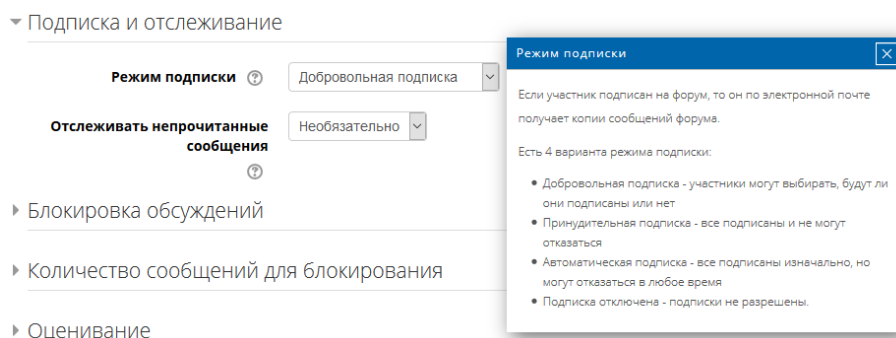 Подписка и отслеживание
Режим подписки
Добровольная подписка
Отслеживать непрочитанные
сообщения
Необязательно
Блокировка обсуждений
Количество сообщений для блокирования
Оценивание
Режим подписки
Если участник подписан на форум, то он по электронной почте
получает копии сообщений форума.
Есть 4 варианта режима подписки:
Добровольная подписка - участники могут выбирать, будут ли
они подписаны или нет
Принудительная подписка - все подписаны и не могут
отказаться
Автоматическая подписка - все подписаны изначально, но
могут отказаться в любое время
Подписка отключена - подписки не разрешены.